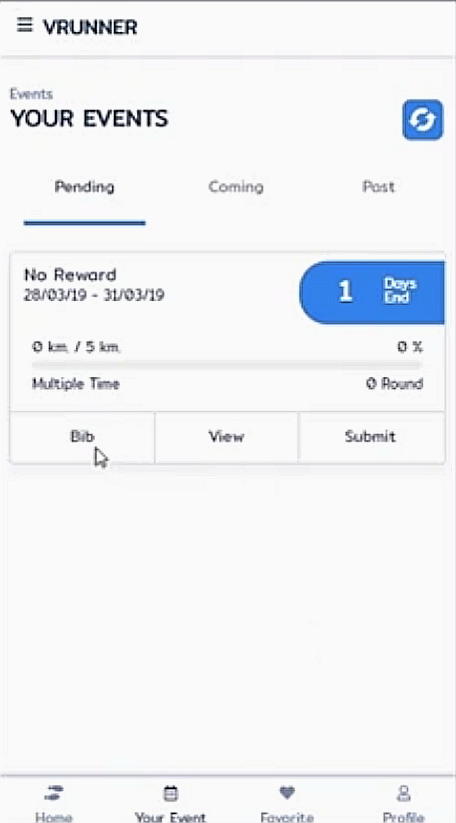 VRUNNER
Events
YOUR EVENTS
Pending
Coming
Past
No Reward
28/03/19 - 31/03/19
1 Days
End
0 km. / 5 km.
0 %
Multiple Time
0 Round
Bib
View
Submit
Home
Your Event
Favorite
Profile